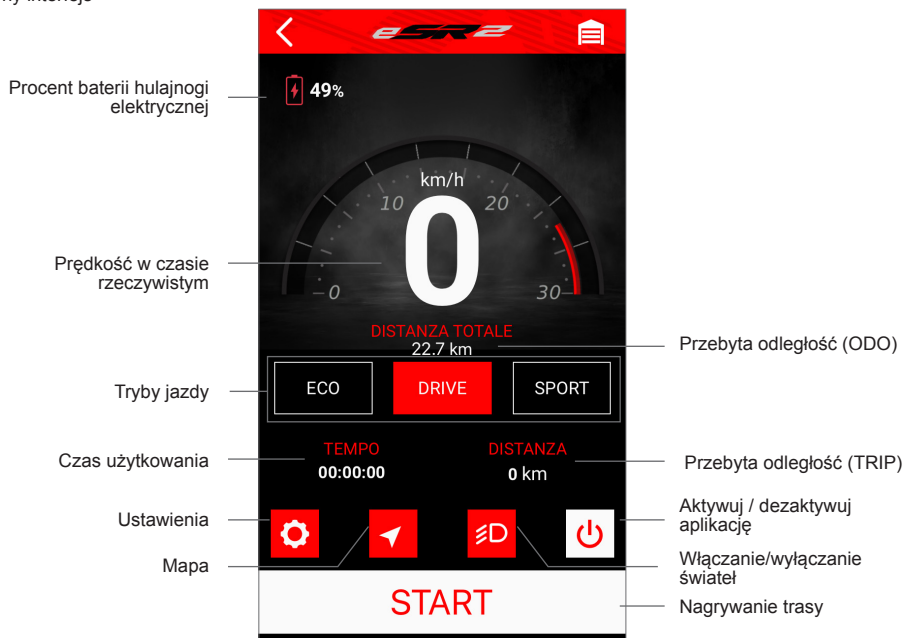 eSR2
Procent baterii hulajnogi
elektrycznej
49%
km/h
10
20
0
Prędkość w czasie
rzeczywistym
0
30
DISTANZA TOTALE
22.7 km
Przebyta odległość (ODO)
Tryby jazdy
ECO
DRIVE
SPORT
Czas użytkowania
TEMPO
00:00:00
DISTANZA
0 km
Przebyta odległość (TRIP)
Ustawienia
Aktywuj / dezaktywuj
aplikację
Mapa
Włączanie/wyłączanie
świateł
START
Nagrywanie trasy